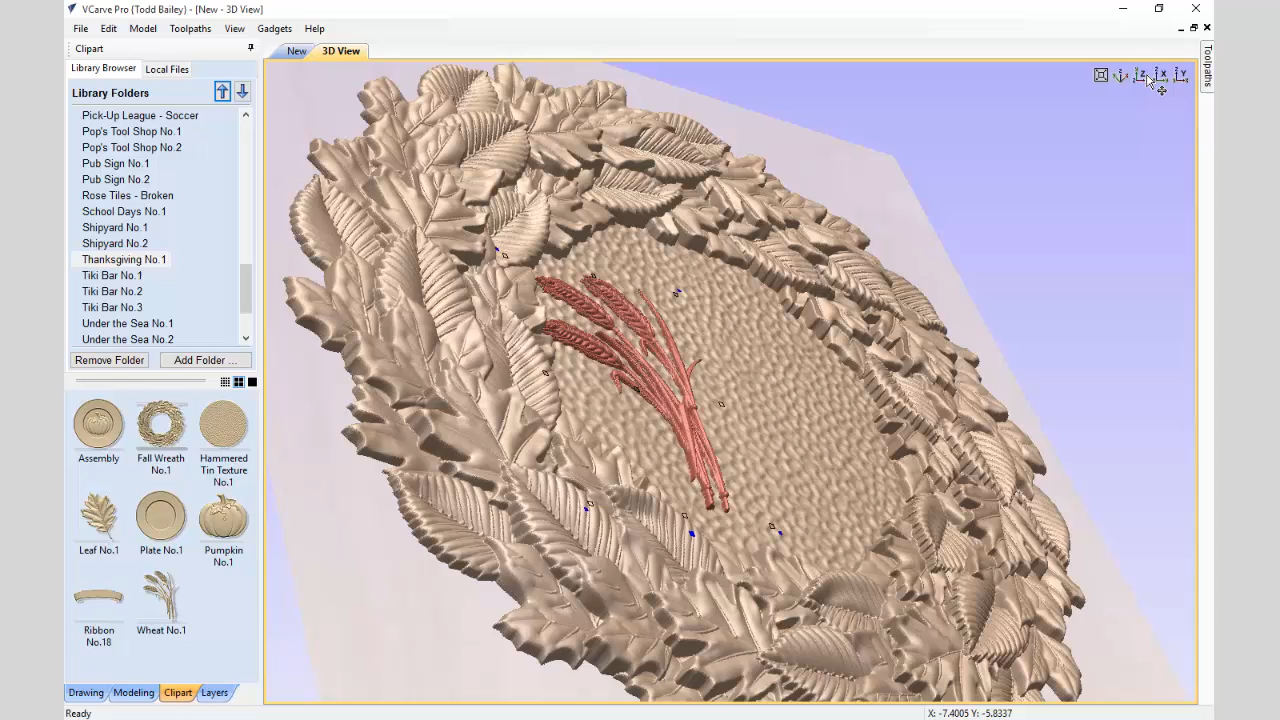 VCarve Pro (Todd Bailey) - [New - 3D View]
File Edit Model Toolpaths View Gadgets Help
Clipart
Library Browser Local Files
Library Folders
Pick-Up League - Soccer
Pop's Tool Shop No.1
Pop's Tool Shop No.2
Pub Sign No.1
Pub Sign No.2
Rose Tiles - Broken
School Days No.1
Shipyard No.1
Shipyard No.2
Thanksgiving No.1
Tiki Bar No.1
Tiki Bar No.2
Tiki Bar No.3
Under the Sea No.1
Under the Sea No.2
Remove Folder Add Folder ...
Assembly
Fall Wreath
No.1
Hammered
Tin Texture
No.1
Leaf No.1
Plate No.1
Pumpkin
No.1
Ribbon
No.18
Wheat No.1
Drawing Modeling Clipart Layers
Ready
New 3D View
Z X Y
Toolpaths
X: -7.4005 Y: -5.8337